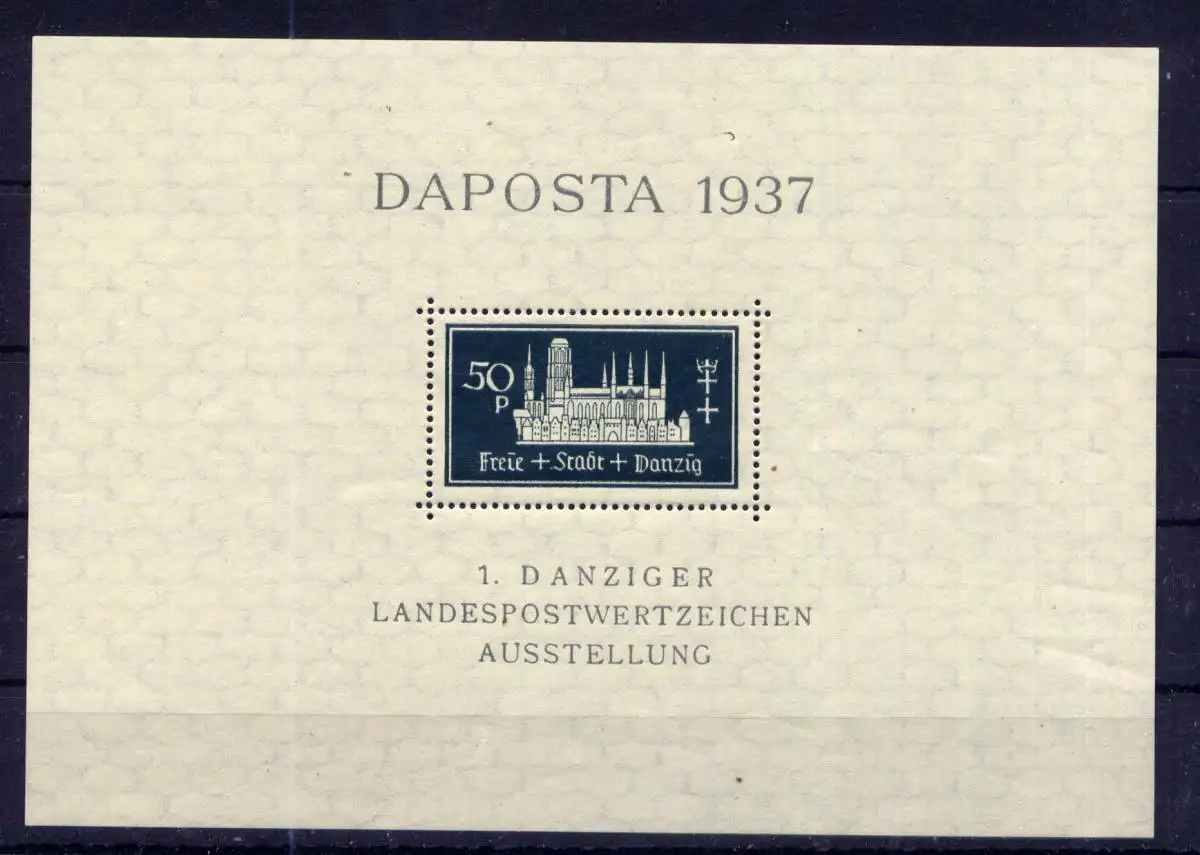 DAPOSTA 1937
50
p
Freie + Stadt + Danzig
1. DANZIGER
LANDESPOSTWERTZEICHEN
AUSSTELLUNG